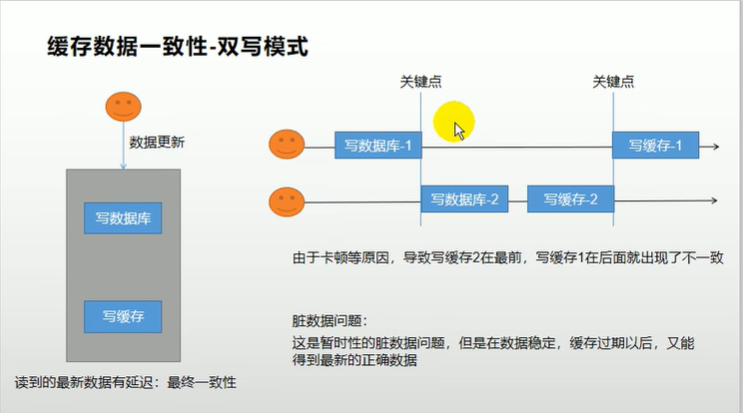 缓存数据一致性-双写模式
数据更新
写数据库
写缓存
读到的最新数据有延迟：最终一致性
关键点
关键点
写数据库-1
写缓存-1
写数据库-2
写缓存-2
由于卡顿等原因，导致写缓存2在最前，写缓存1在后面就出现了不一致
脏数据问题：
这是暂时性的脏数据问题，但是在数据稳定，缓存过期以后，又能
得到最新的正确数据